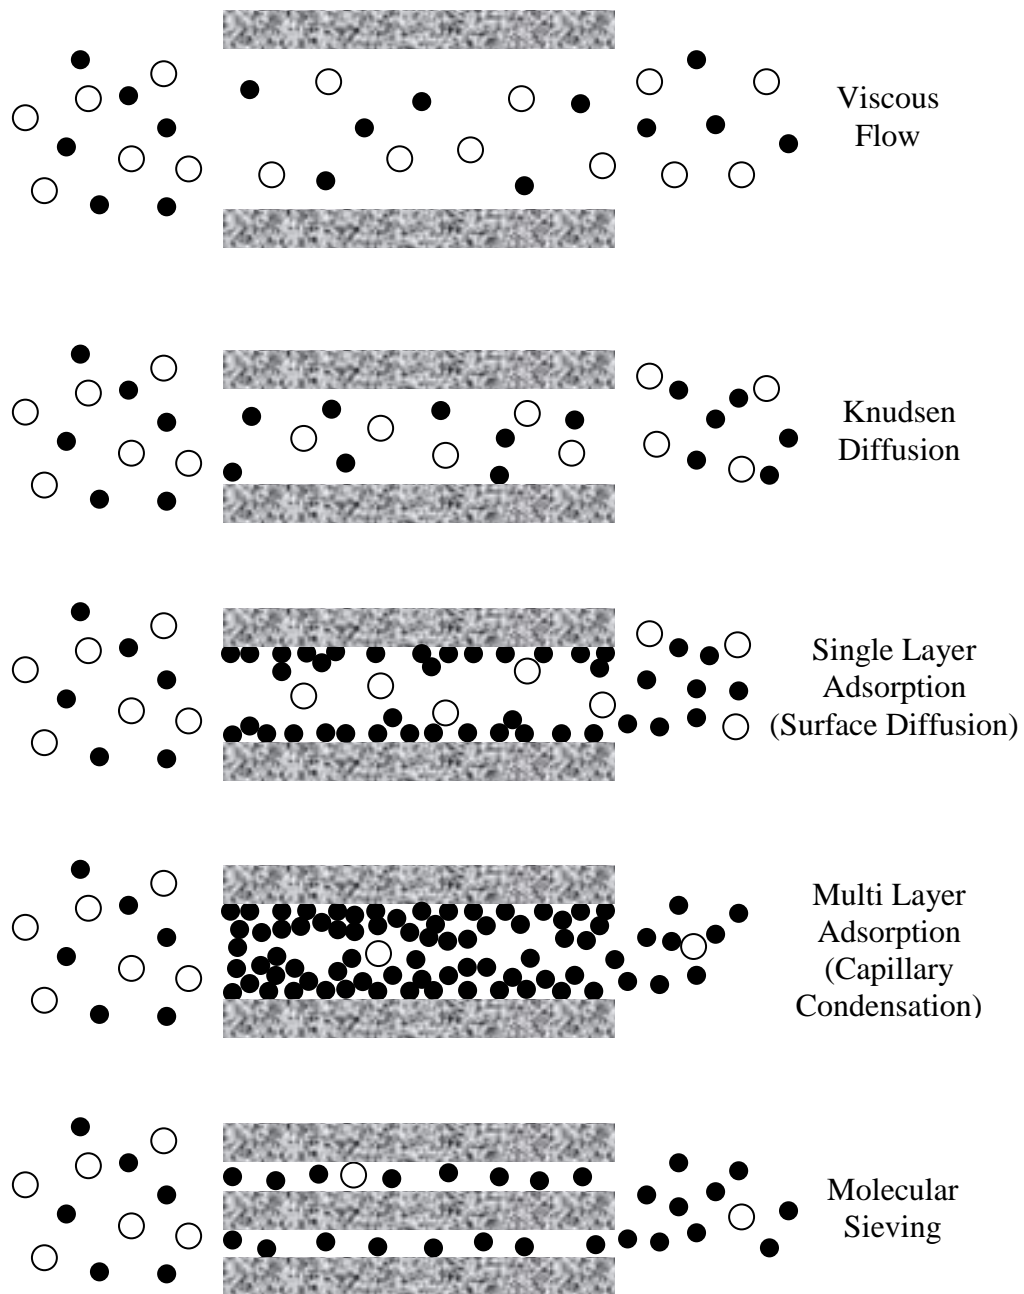 Viscous
Flow
Knudsen
Diffusion
Single Layer
Adsorption
(Surface Diffusion)
Multi Layer
Adsorption
(Capillary
Condensation)
Molecular
Sieving